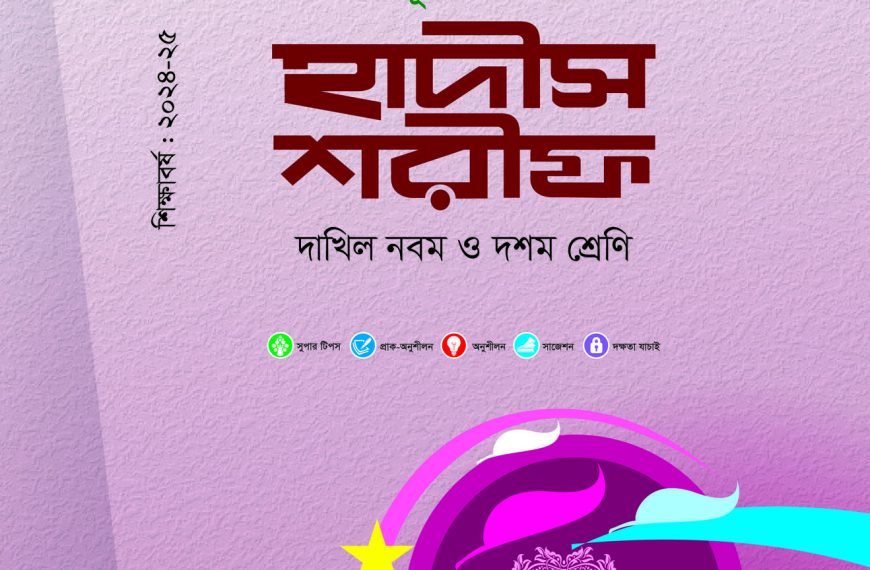 শিক্ষাবর্ষ : ২০২৪-২৫
হাদীস
শরীফ
দাখিল নবম ও দশম শ্রেণি
সুপার টিপস প্রাক-অনুশীলন অনুশীলন সাজেশন দক্ষতা যাচাই